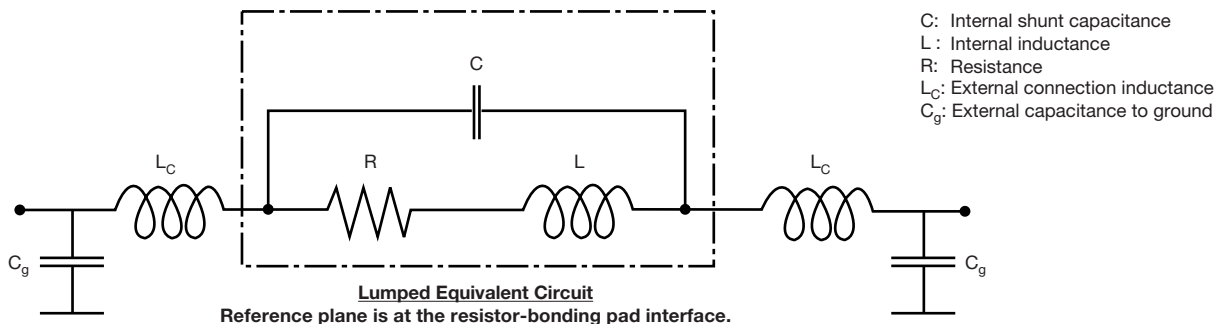 C: Internal shunt capacitance
L : Internal inductance
R: Resistance
LC: External connection inductance
Cg: External capacitance to ground
C
LC
R
L
LC
Cg
Cg
Lumped Equivalent Circuit
Reference plane is at the resistor-bonding pad interface.